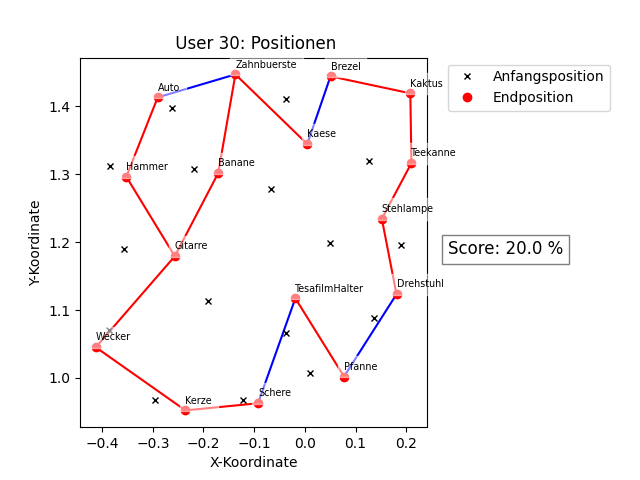 User 30: Positionen
Zahnbuerste
Brezel
Auto
Kaktus
Kaese
Teekanne
Hammer
Banane
Stehlampe
Gitarre
Drehstuhl
TesafilmHalter
Wecker
Pfanne
Schere
Kerze
Anfangsposition
Endposition
Score: 20.0 %
Y-Koordinate
1.4
1.3
1.2
1.1
1.0
−0.4 −0.3 −0.2 −0.1 0.0 0.1 0.2
X-Koordinate